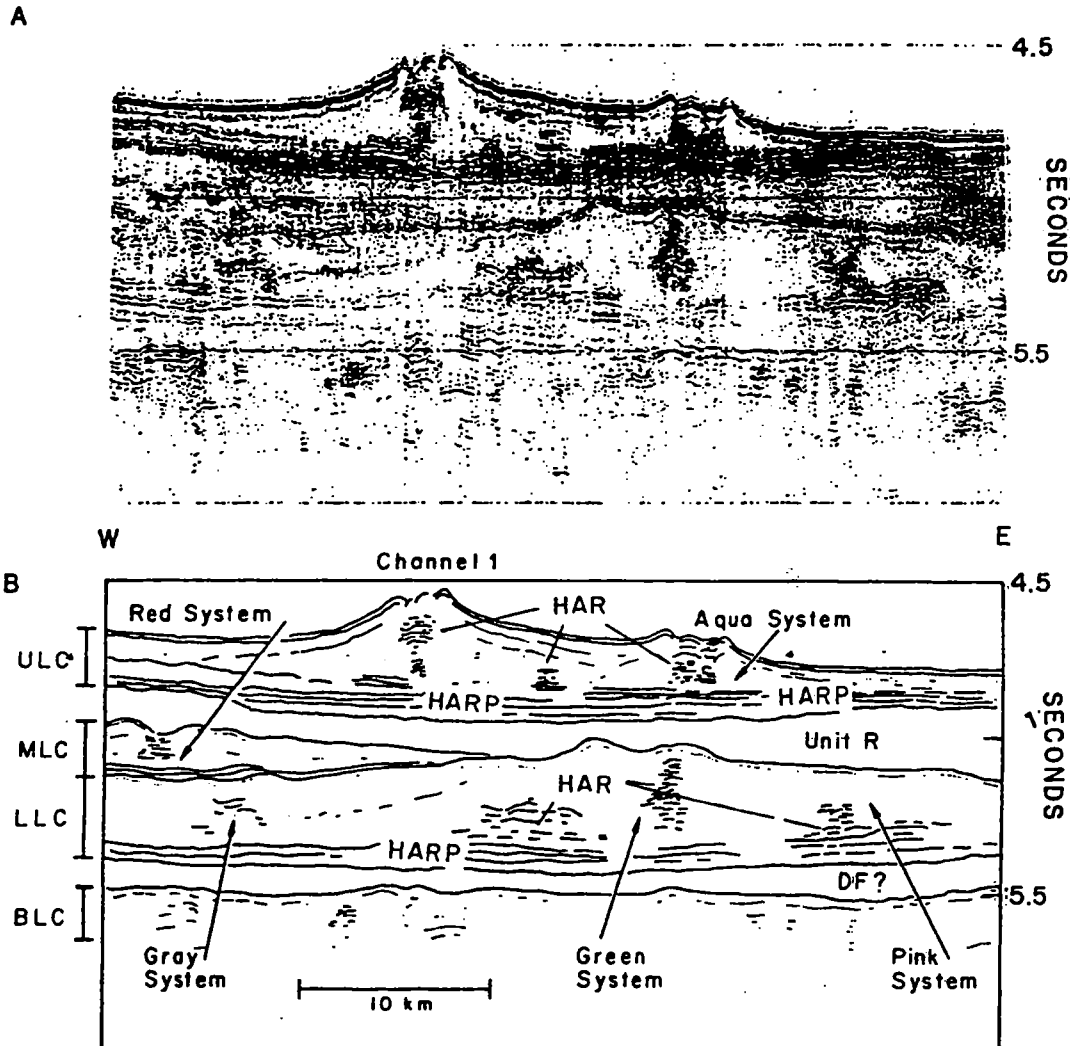 A
4.5
SECONDS
5.5
W
E
Channel 1
B
4.5
Red System
HAR
Aqua System
ULC
HARP
HARP
SECONDS
MLC
Unit R
HAR
LLC
HARP
DF?
5.5
BLC
Gray System
Green System
Pink System
10 km